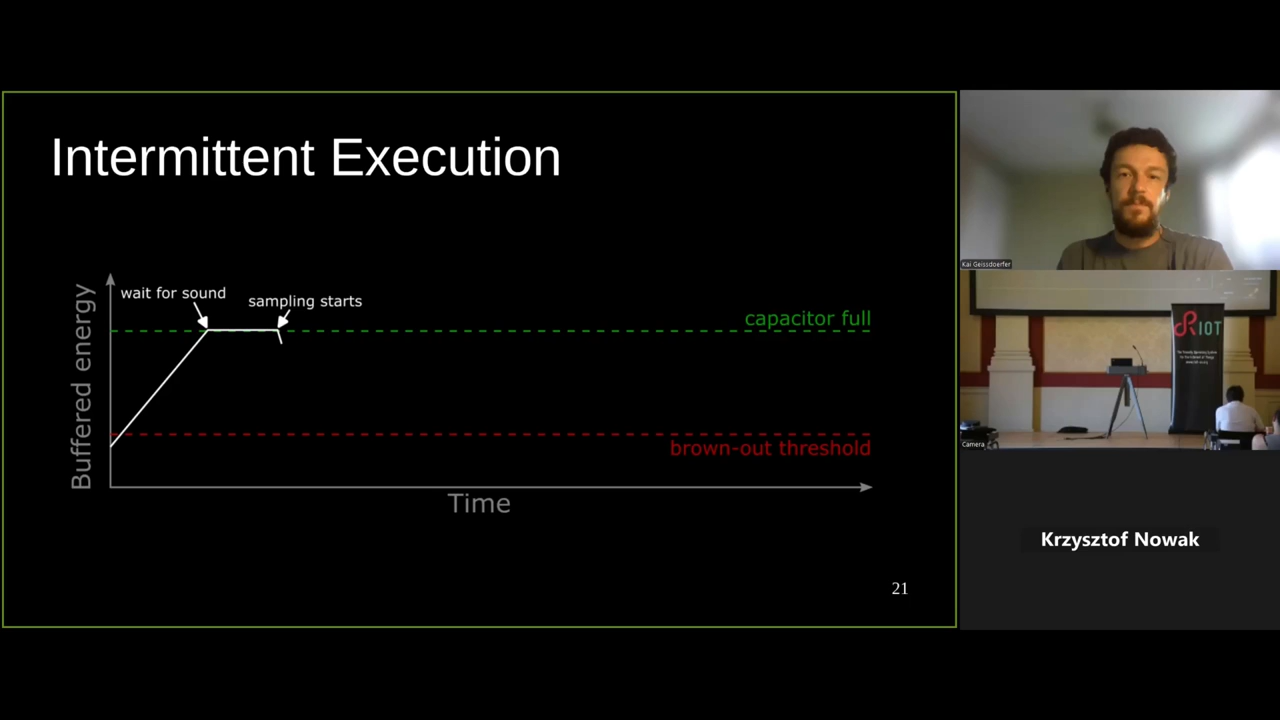 Intermittent Execution
wait for sound
sampling starts
capacitor full
brown-out threshold
Buffered energy
Time
21
Kai Geissdoerfer
RIOT
Camera
Krzysztof Nowak